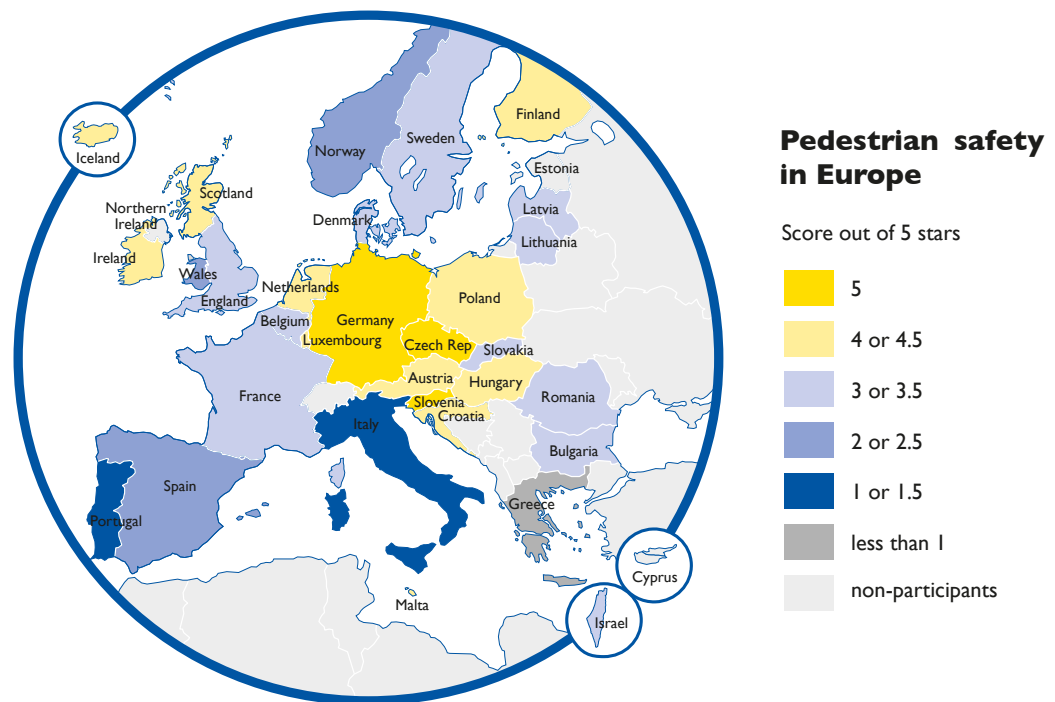 Pedestrian safety
in Europe
Score out of 5 stars
5
4 or 4.5
3 or 3.5
2 or 2.5
1 or 1.5
less than 1
non-participants
Iceland
Finland
Norway
Sweden
Estonia
Scotland
Latvia
Northern
Ireland
Denmark
Lithuania
Ireland
Wales
Netherlands
England
Poland
Belgium
Germany
Luxembourg
Czech Rep
Slovakia
Austria
Hungary
France
Slovenia
Romania
Croatia
Italy
Bulgaria
Spain
Greece
Portugal
Cyprus
Malta
Israel